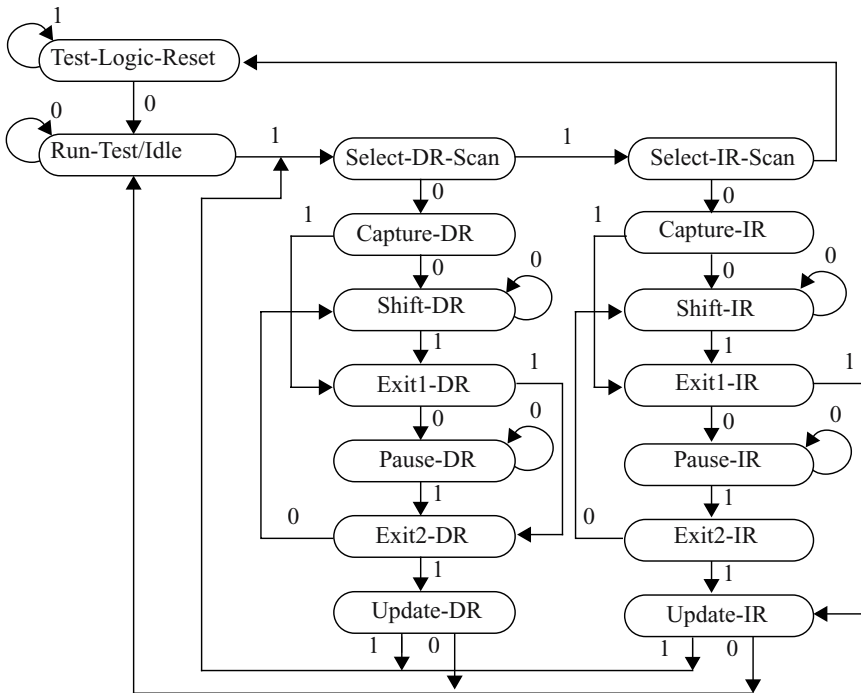 1
Test-Logic-Reset
0
0
Run-Test/Idle
1
Select-DR-Scan
1
Select-IR-Scan
0
0
1
Capture-DR
1
Capture-IR
0
0
0
0
Shift-DR
Shift-IR
1
1
Exit1-DR
1
Exit1-IR
1
0
0
0
0
Pause-DR
Pause-IR
1
1
0
Exit2-DR
0
Exit2-IR
1
1
Update-DR
Update-IR
1
0
1
0